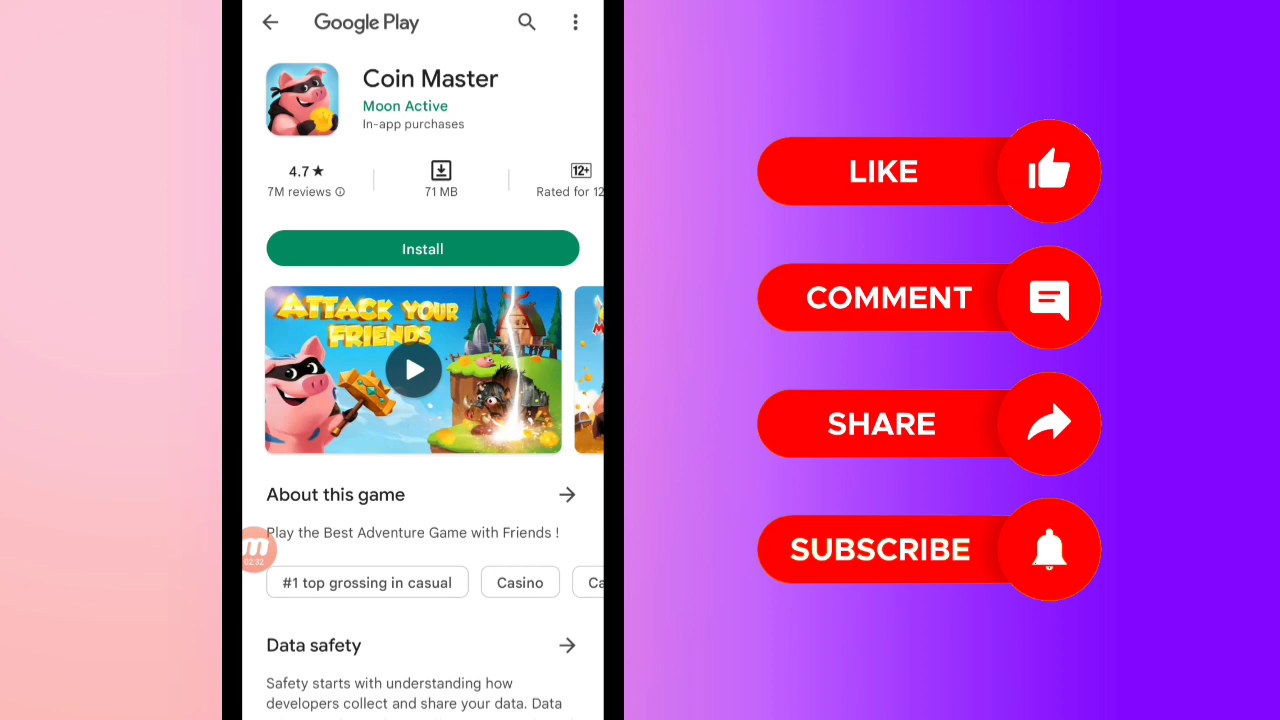 Google Play
Coin Master
Moon Active
In-app purchases
4.7★
7M reviews
71 MB
12+
Rated for 12
Install
ATTACK YOUR
FRIENDS
About this game
Play the Best Adventure Game with Friends !
02:32
#1 top grossing in casual
Casino
Ca
Data safety
Safety starts with understanding how
developers collect and share your data. Data
LIKE
COMMENT
SHARE
SUBSCRIBE